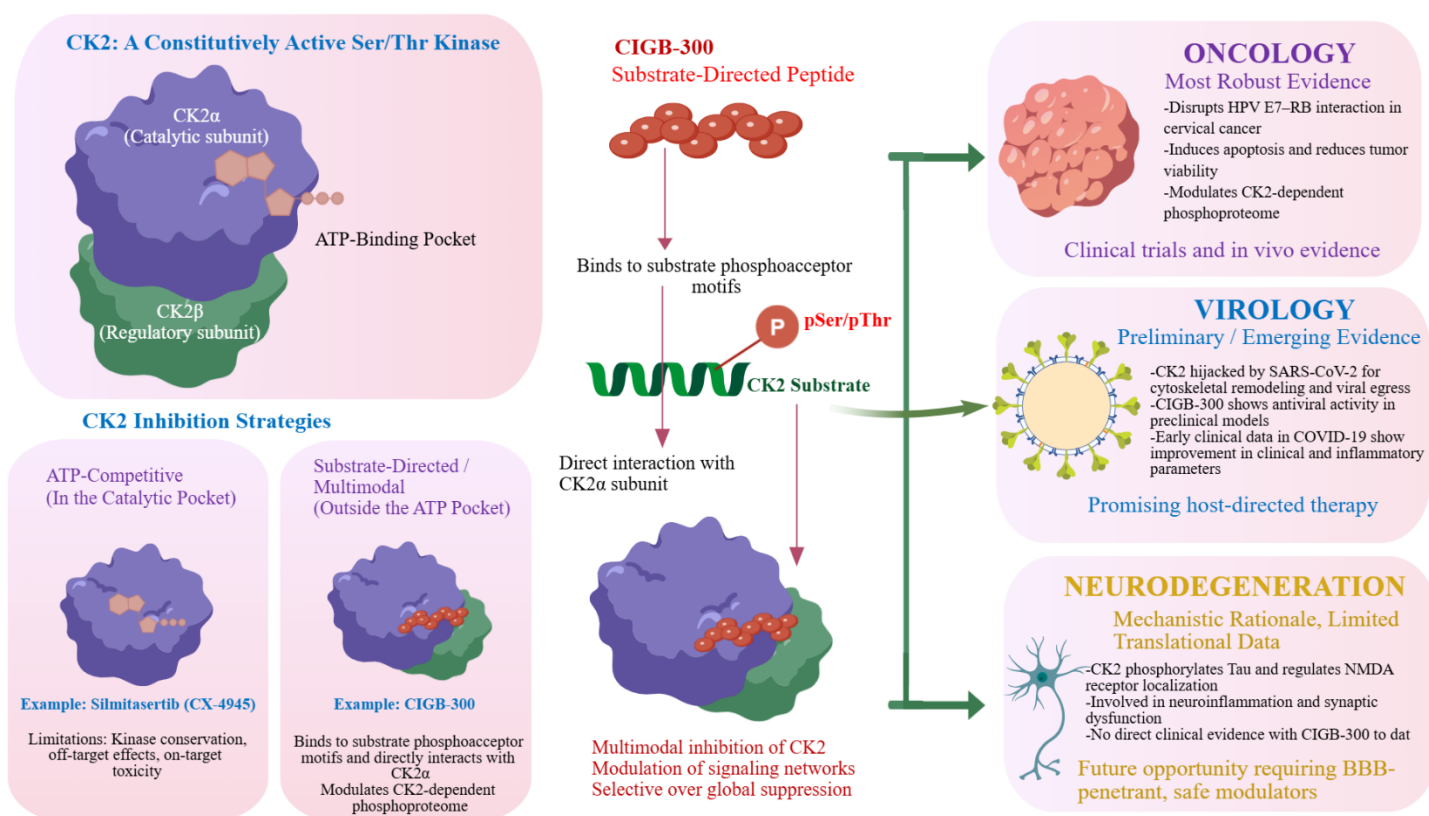 CK2: A Constitutively Active Ser/Thr Kinase
CK2α
(Catalytic subunit)
ATP-Binding Pocket
CK2β
(Regulatory subunit)
CK2 Inhibition Strategies
ATP-Competitive
(In the Catalytic Pocket)
Example: Silmitasertib (CX-4945)
Limitations: Kinase conservation,
off-target effects, on-target
toxicity
Substrate-Directed /
Multimodal
(Outside the ATP Pocket)
Example: CIGB-300
Binds to substrate phosphoacceptor
motifs and directly interacts with
CK2α
Modulates CK2-dependent
phosphoproteome
CIGB-300
Substrate-Directed Peptide
Binds to substrate phosphoacceptor
motifs
P
pSer/pThr
CK2 Substrate
Direct interaction with
CK2α subunit
Multimodal inhibition of CK2
Modulation of signaling networks
Selective over global suppression
ONCOLOGY
Most Robust Evidence
-Disrupts HPV E7–RB interaction in
cervical cancer
-Induces apoptosis and reduces tumor
viability
-Modulates CK2-dependent
phosphoproteome
Clinical trials and in vivo evidence
VIROLOGY
Preliminary / Emerging Evidence
-CK2 hijacked by SARS-CoV-2 for
cytoskeletal remodeling and viral egress
-CIGB-300 shows antiviral activity in
preclinical models
-Early clinical data in COVID-19 show
improvement in clinical and inflammatory
parameters
Promising host-directed therapy
NEURODEGENERATION
Mechanistic Rationale, Limited
Translational Data
-CK2 phosphorylates Tau and regulates NMDA
receptor localization
-Involved in neuroinflammation and synaptic
dysfunction
-No direct clinical evidence with CIGB-300 to dat
Future opportunity requiring BBB-
penetrant, safe modulators